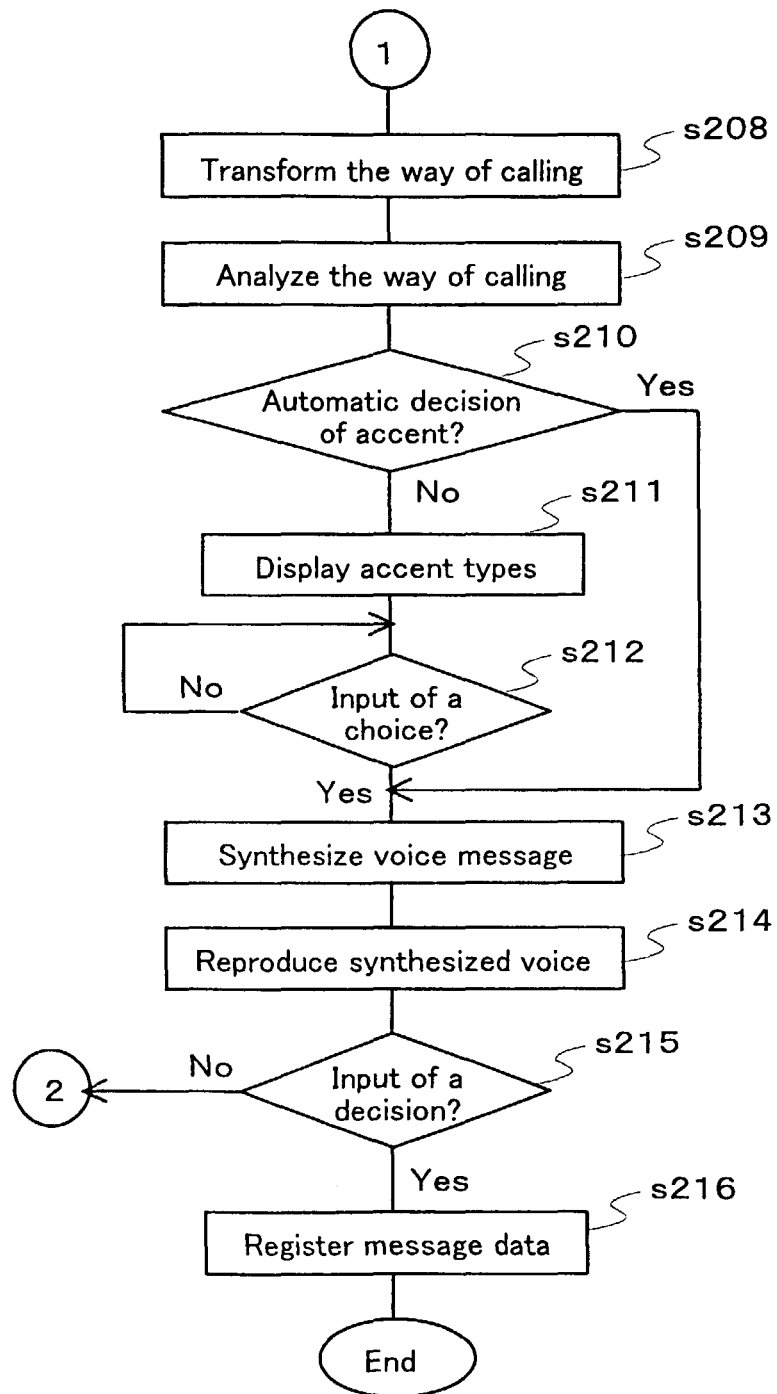 1
s208
Transform the way of calling
s209
Analyze the way of calling
s210
Yes
Automatic decision
of accent?
No
s211
Display accent types
s212
No
Input of a
choice?
Yes
s213
Synthesize voice message
s214
Reproduce synthesized voice
s215
No
2
Input of a
decision?
Yes
s216
Register message data
End